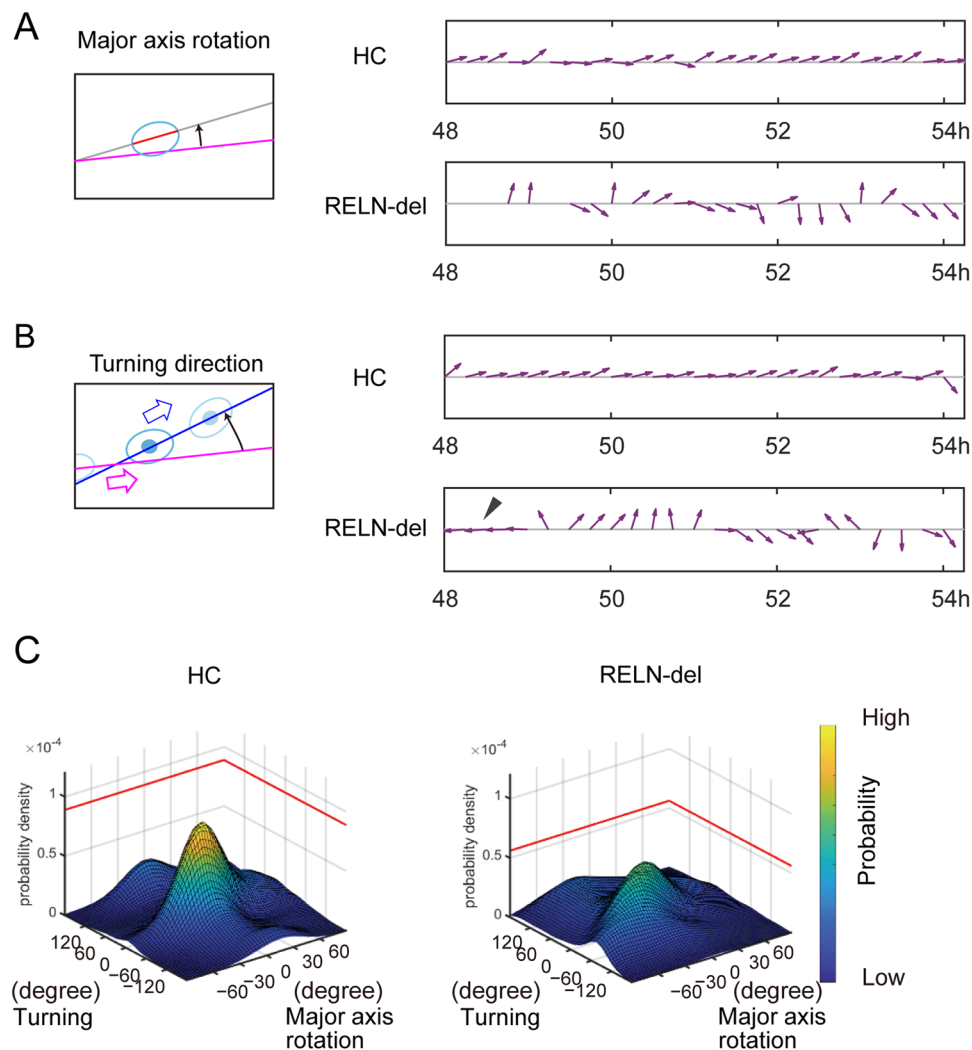 A
Major axis rotation
HC
48 50 52 54h
RELN-del
48 50 52 54h
B
Turning direction
HC
48 50 52 54h
RELN-del
48 50 52 54h
C
HC
×10⁻⁴
probability density
1
0.5
0
120
60
0
−60
−120
(degree)
Turning
−60
−30
0
30
60
(degree)
Major axis
rotation
RELN-del
×10⁻⁴
probability density
1
0.5
0
120
60
0
−60
−120
(degree)
Turning
−60
−30
0
30
60
(degree)
Major axis
rotation
High
Probability
Low